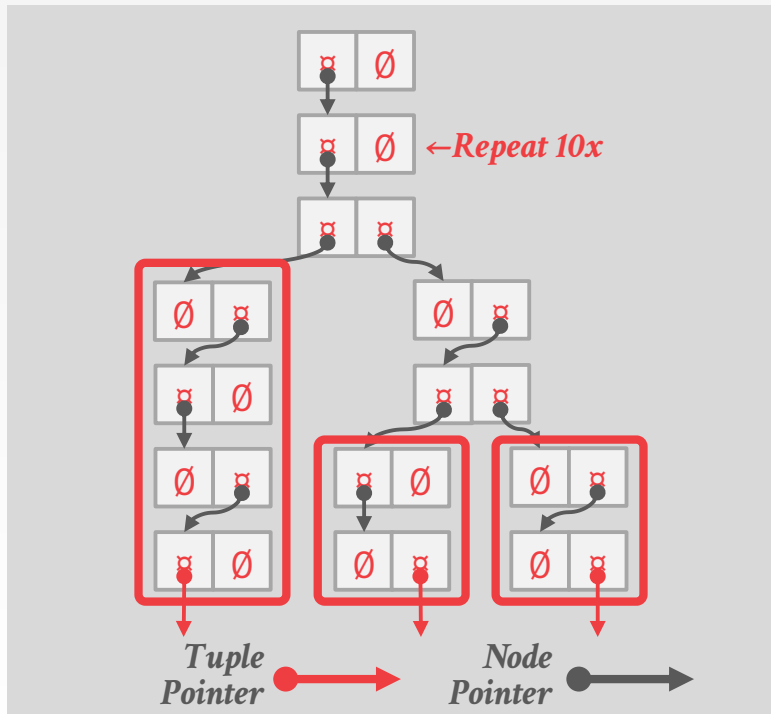 ¤ Ø
¤ Ø ←Repeat 10x
¤ ¤
Ø ¤ Ø ¤
¤ Ø ¤ ¤
Ø ¤ ¤ Ø Ø ¤
¤ Ø Ø ¤ Ø ¤
Tuple Pointer
Node Pointer